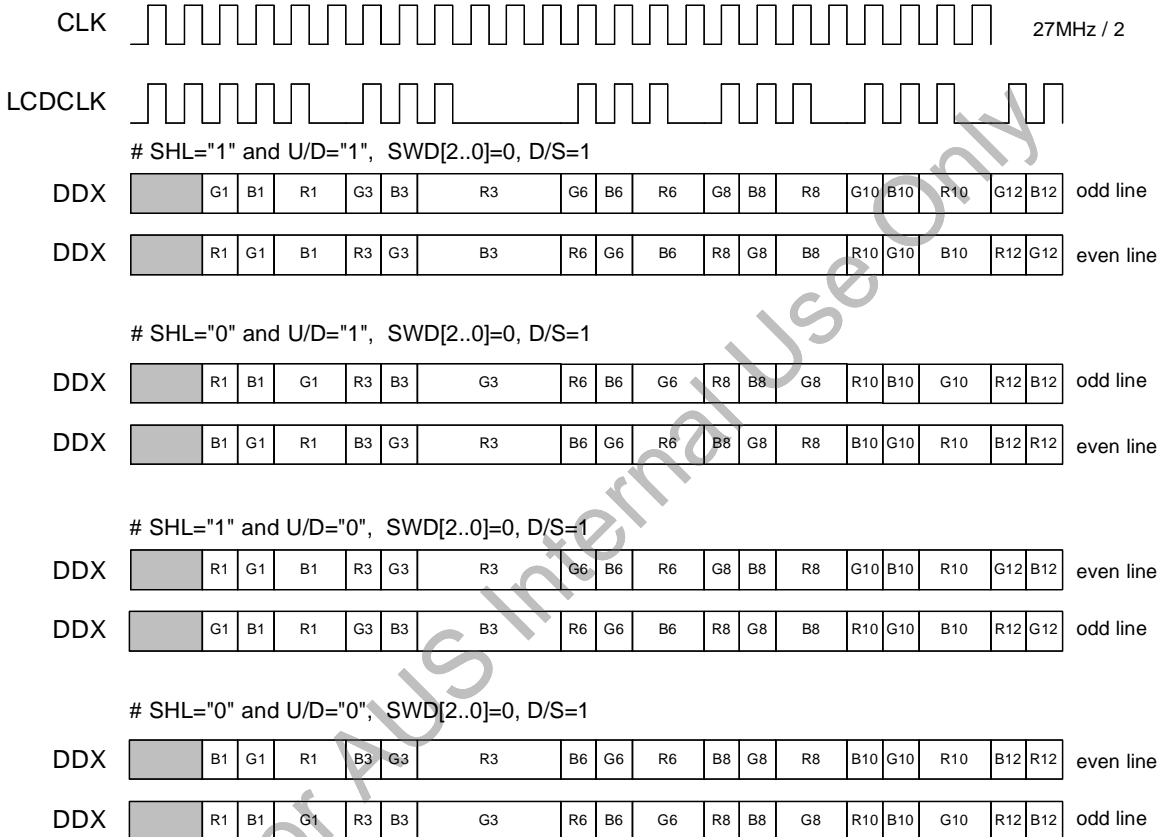 CLK 27MHz / 2
LCDCLK
# SHL="1" and U/D="1", SWD[2..0]=0, D/S=1
DDX G1 B1 R1 G3 B3 R3 G6 B6 R6 G8 B8 R8 G10 B10 R10 G12 B12 odd line
DDX R1 G1 B1 R3 G3 B3 R6 G6 B6 R8 G8 B8 R10 G10 B10 R12 G12 even line
# SHL="0" and U/D="1", SWD[2..0]=0, D/S=1
DDX R1 B1 G1 R3 B3 G3 R6 B6 G6 R8 B8 G8 R10 B10 G10 R12 B12 odd line
DDX B1 G1 R1 B3 G3 R3 B6 G6 R6 B8 G8 R8 B10 G10 R10 B12 R12 even line
# SHL="1" and U/D="0", SWD[2..0]=0, D/S=1
DDX R1 G1 B1 R3 G3 R3 G6 B6 R6 G8 B8 R8 G10 B10 R10 G12 B12 even line
DDX G1 B1 R1 G3 B3 B3 R6 G6 B6 R8 G8 B8 R10 G10 B10 R12 G12 odd line
# SHL="0" and U/D="0", SWD[2..0]=0, D/S=1
DDX B1 G1 R1 B3 G3 R3 B6 G6 R6 B8 G8 R8 B10 G10 R10 B12 R12 even line
DDX R1 B1 G1 R3 B3 G3 R6 B6 G6 R8 B8 G8 R10 B10 G10 R12 B12 odd line
or AUS Internal Use Only